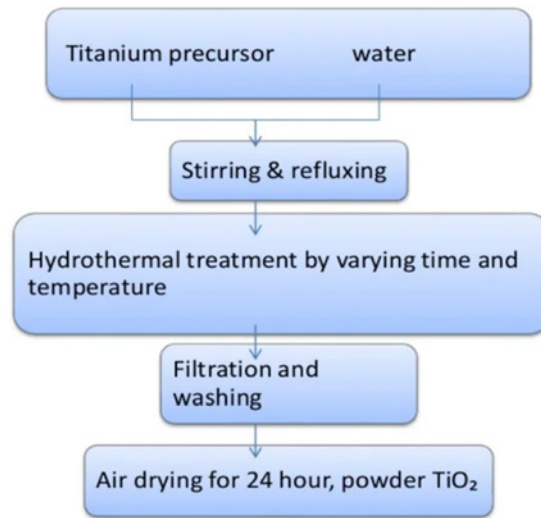 Titanium precursor water
Stirring & refluxing
Hydrothermal treatment by varying time and
temperature
Filtration and
washing
Air drying for 24 hour, powder TiO₂